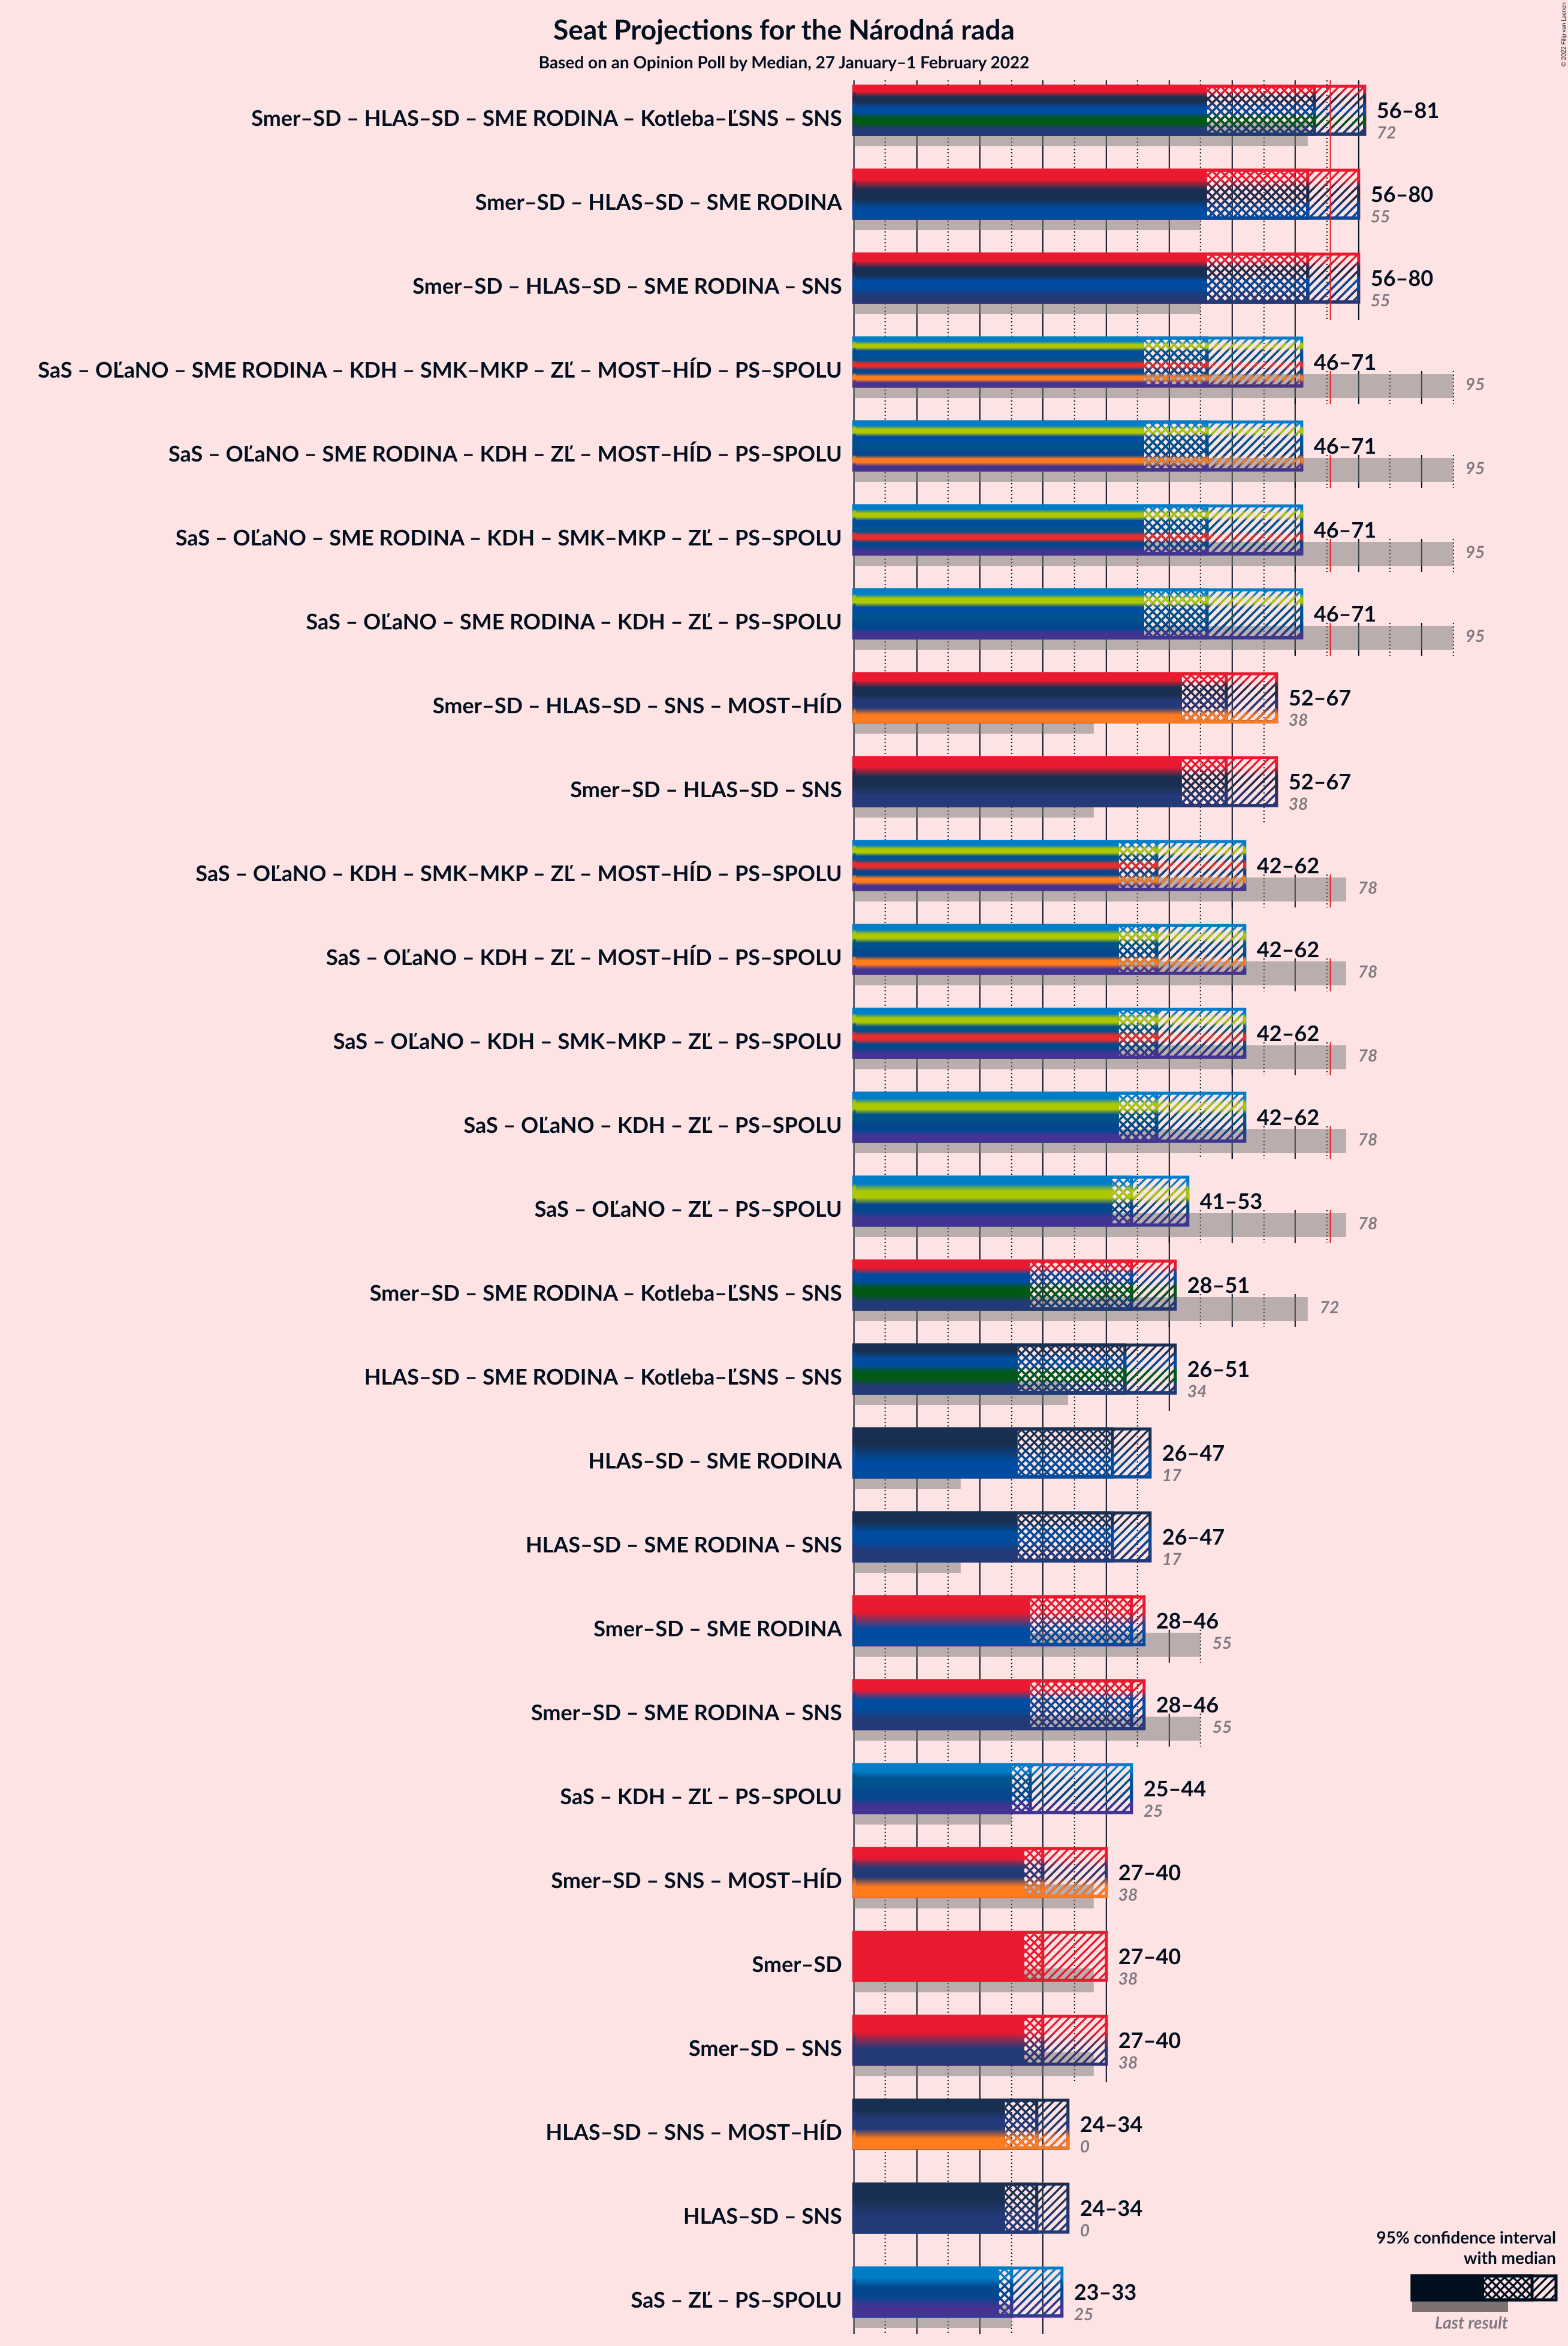 Seat Projections for the Národná rada
Based on an Opinion Poll by Median, 27 January–1 February 2022
© 2022 Filip van Laenen
Smer–SD – HLAS–SD – SME RODINA – Kotleba–ĽSNS – SNS
56–81
72
Smer–SD – HLAS–SD – SME RODINA
56–80
55
Smer–SD – HLAS–SD – SME RODINA – SNS
56–80
55
SaS – OĽaNO – SME RODINA – KDH – SMK–MKP – ZĽ – MOST–HÍD – PS–SPOLU
46–71
95
SaS – OĽaNO – SME RODINA – KDH – ZĽ – MOST–HÍD – PS–SPOLU
46–71
95
SaS – OĽaNO – SME RODINA – KDH – SMK–MKP – ZĽ – PS–SPOLU
46–71
95
SaS – OĽaNO – SME RODINA – KDH – ZĽ – PS–SPOLU
46–71
95
Smer–SD – HLAS–SD – SNS – MOST–HÍD
52–67
38
Smer–SD – HLAS–SD – SNS
52–67
38
SaS – OĽaNO – KDH – SMK–MKP – ZĽ – MOST–HÍD – PS–SPOLU
42–62
78
SaS – OĽaNO – KDH – ZĽ – MOST–HÍD – PS–SPOLU
42–62
78
SaS – OĽaNO – KDH – SMK–MKP – ZĽ – PS–SPOLU
42–62
78
SaS – OĽaNO – KDH – ZĽ – PS–SPOLU
42–62
78
SaS – OĽaNO – ZĽ – PS–SPOLU
41–53
78
Smer–SD – SME RODINA – Kotleba–ĽSNS – SNS
28–51
72
HLAS–SD – SME RODINA – Kotleba–ĽSNS – SNS
26–51
34
HLAS–SD – SME RODINA
26–47
17
HLAS–SD – SME RODINA – SNS
26–47
17
Smer–SD – SME RODINA
28–46
55
Smer–SD – SME RODINA – SNS
28–46
55
SaS – KDH – ZĽ – PS–SPOLU
25–44
25
Smer–SD – SNS – MOST–HÍD
27–40
38
Smer–SD
27–40
38
Smer–SD – SNS
27–40
38
HLAS–SD – SNS – MOST–HÍD
24–34
0
HLAS–SD – SNS
24–34
0
SaS – ZĽ – PS–SPOLU
23–33
25
95% confidence interval
with median
Last result